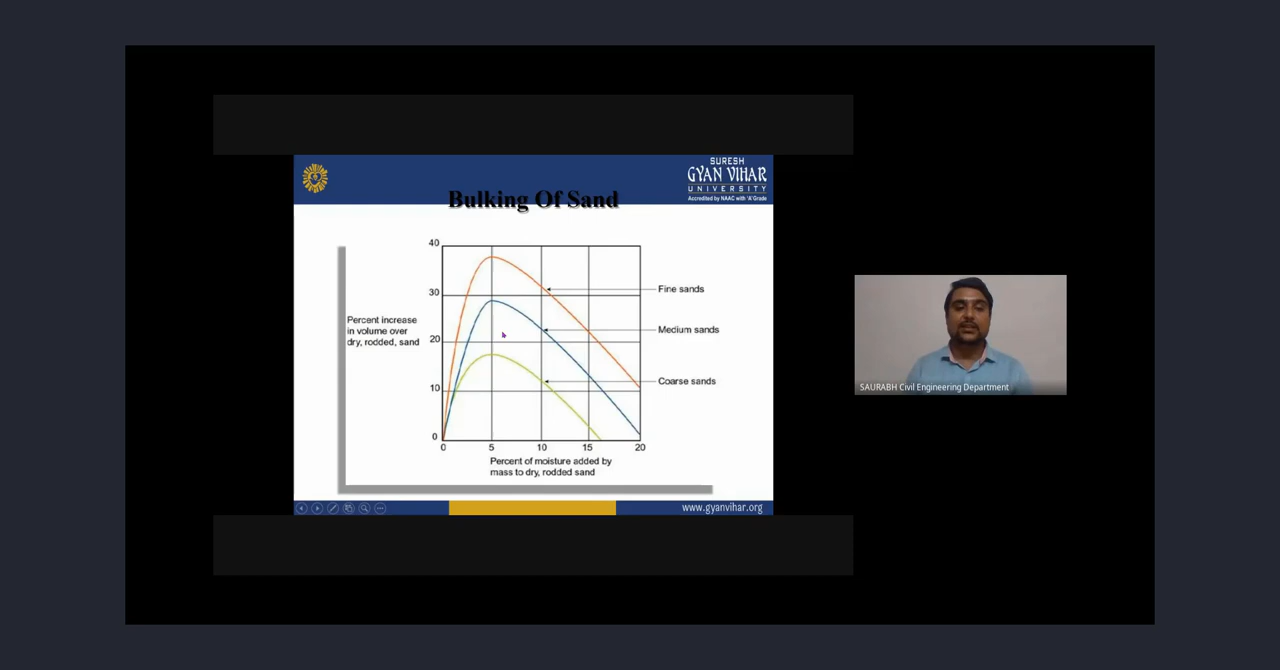 SURESH
GYAN VIHAR
UNIVERSITY
Accredited by NAAC with 'A' Grade
Bulking Of Sand
40
30
20
10
0
Percent increase
in volume over
dry, rodded, sand
Fine sands
Medium sands
Coarse sands
0 5 10 15 20
Percent of moisture added by
mass to dry, rodded sand
www.gyanvihar.org
SAURABH Civil Engineering Department